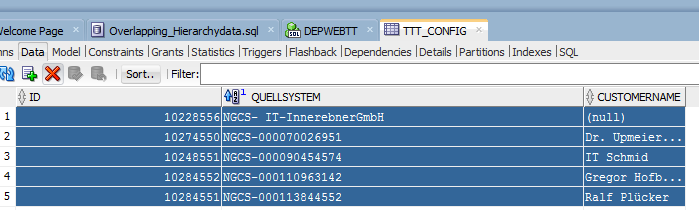 Welcome Page Overlapping_Hierarchydata.sql DEPWEBTT TTT_CONFIG
Data Model Constraints Grants Statistics Triggers Flashback Dependencies Details Partitions Indexes SQL
Sort.. Filter:
ID QUELLSYSTEM CUSTOMERNAME
1 10228556 NGCS- IT-InnerebnerGmbH (null)
2 10274550 NGCS-000070026951 Dr. Upmeier...
3 10248551 NGCS-000090454574 IT Schmid
4 10284552 NGCS-000110963142 Gregor Hofb...
5 10284551 NGCS-000113844552 Ralf Plücker